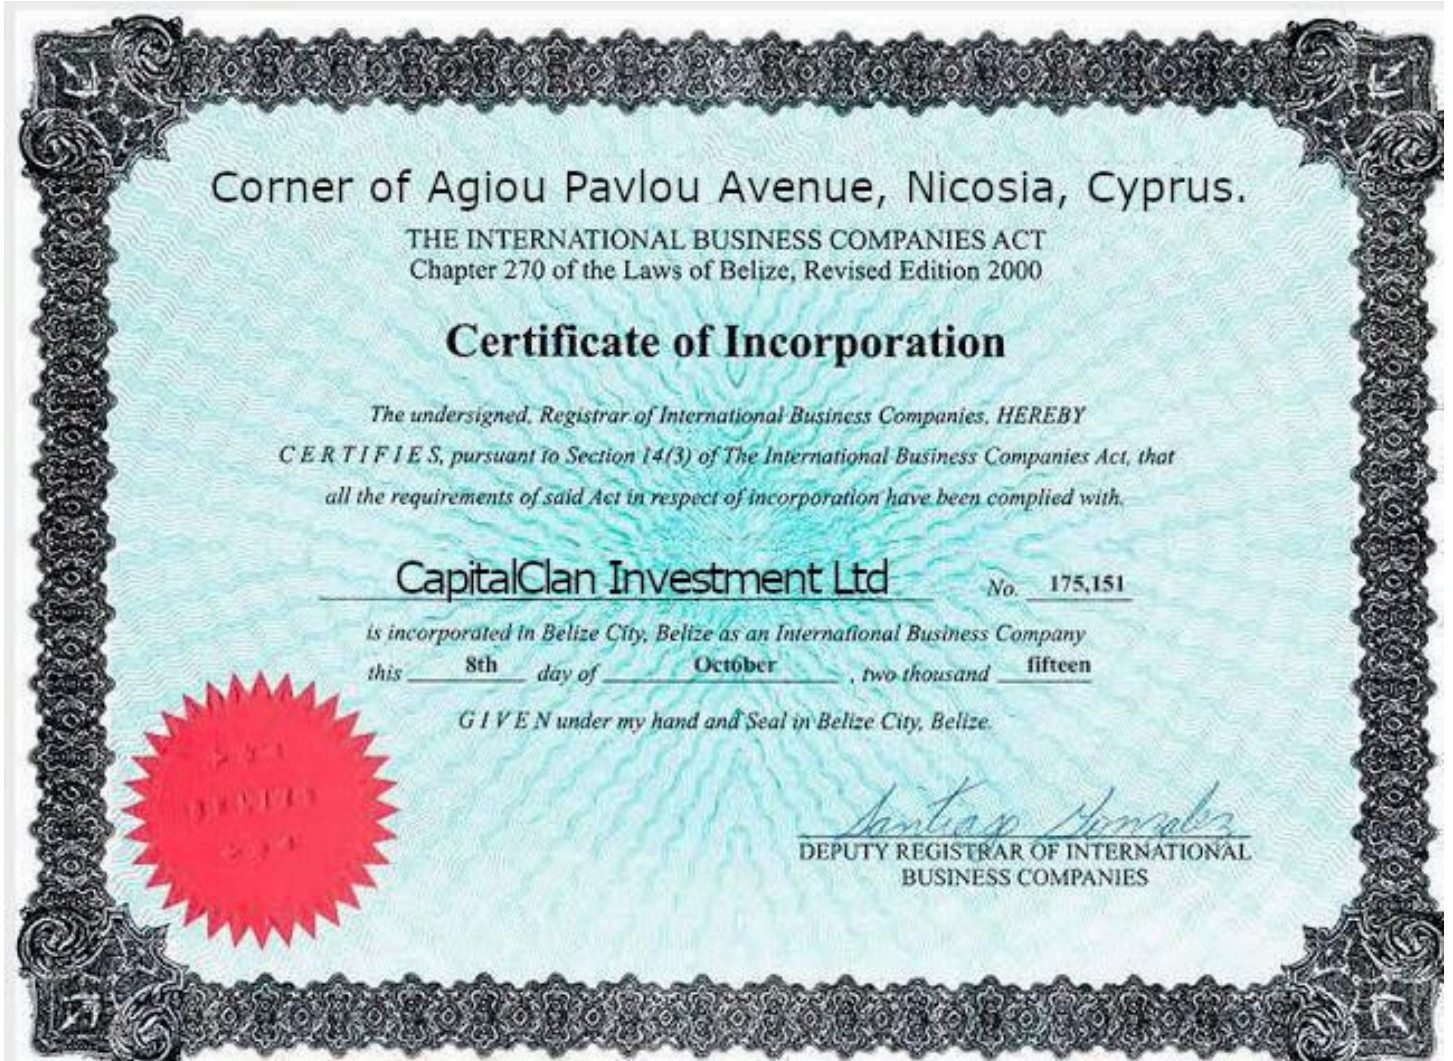 Corner of Agiou Pavlou Avenue, Nicosia, Cyprus.
THE INTERNATIONAL BUSINESS COMPANIES ACT
Chapter 270 of the Laws of Belize, Revised Edition 2000
Certificate of Incorporation
The undersigned, Registrar of International Business Companies, HEREBY
C E R T I F I E S, pursuant to Section 14(3) of The International Business Companies Act, that
all the requirements of said Act in respect of incorporation have been complied with,
CapitalClan Investment Ltd No. 175,151
is incorporated in Belize City, Belize as an International Business Company
this 8th day of October , two thousand fifteen
G I V E N under my hand and Seal in Belize City, Belize.
Santiago Gonzalez
DEPUTY REGISTRAR OF INTERNATIONAL
BUSINESS COMPANIES